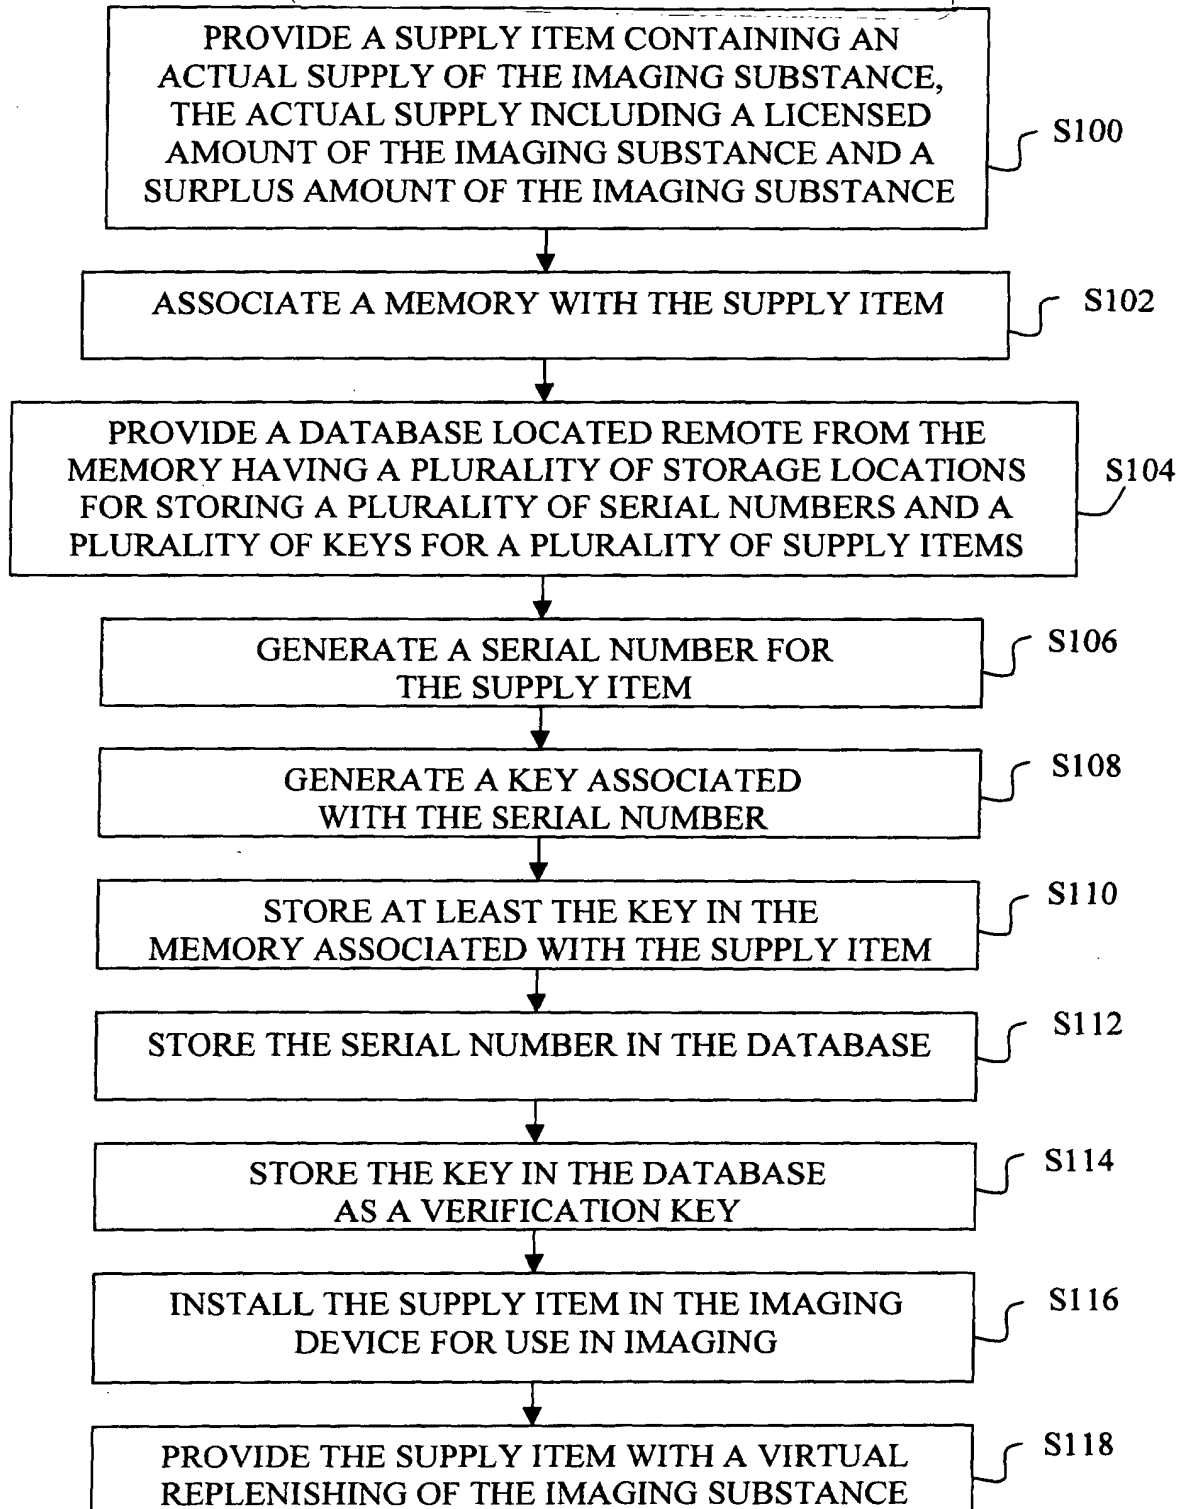 PROVIDE A SUPPLY ITEM CONTAINING AN
ACTUAL SUPPLY OF THE IMAGING SUBSTANCE,
THE ACTUAL SUPPLY INCLUDING A LICENSED
AMOUNT OF THE IMAGING SUBSTANCE AND A
SURPLUS AMOUNT OF THE IMAGING SUBSTANCE
S100
ASSOCIATE A MEMORY WITH THE SUPPLY ITEM
S102
PROVIDE A DATABASE LOCATED REMOTE FROM THE
MEMORY HAVING A PLURALITY OF STORAGE LOCATIONS
FOR STORING A PLURALITY OF SERIAL NUMBERS AND A
PLURALITY OF KEYS FOR A PLURALITY OF SUPPLY ITEMS
S104
GENERATE A SERIAL NUMBER FOR
THE SUPPLY ITEM
S106
GENERATE A KEY ASSOCIATED
WITH THE SERIAL NUMBER
S108
STORE AT LEAST THE KEY IN THE
MEMORY ASSOCIATED WITH THE SUPPLY ITEM
S110
STORE THE SERIAL NUMBER IN THE DATABASE
S112
STORE THE KEY IN THE DATABASE
AS A VERIFICATION KEY
S114
INSTALL THE SUPPLY ITEM IN THE IMAGING
DEVICE FOR USE IN IMAGING
S116
PROVIDE THE SUPPLY ITEM WITH A VIRTUAL
REPLENISHING OF THE IMAGING SUBSTANCE
S118